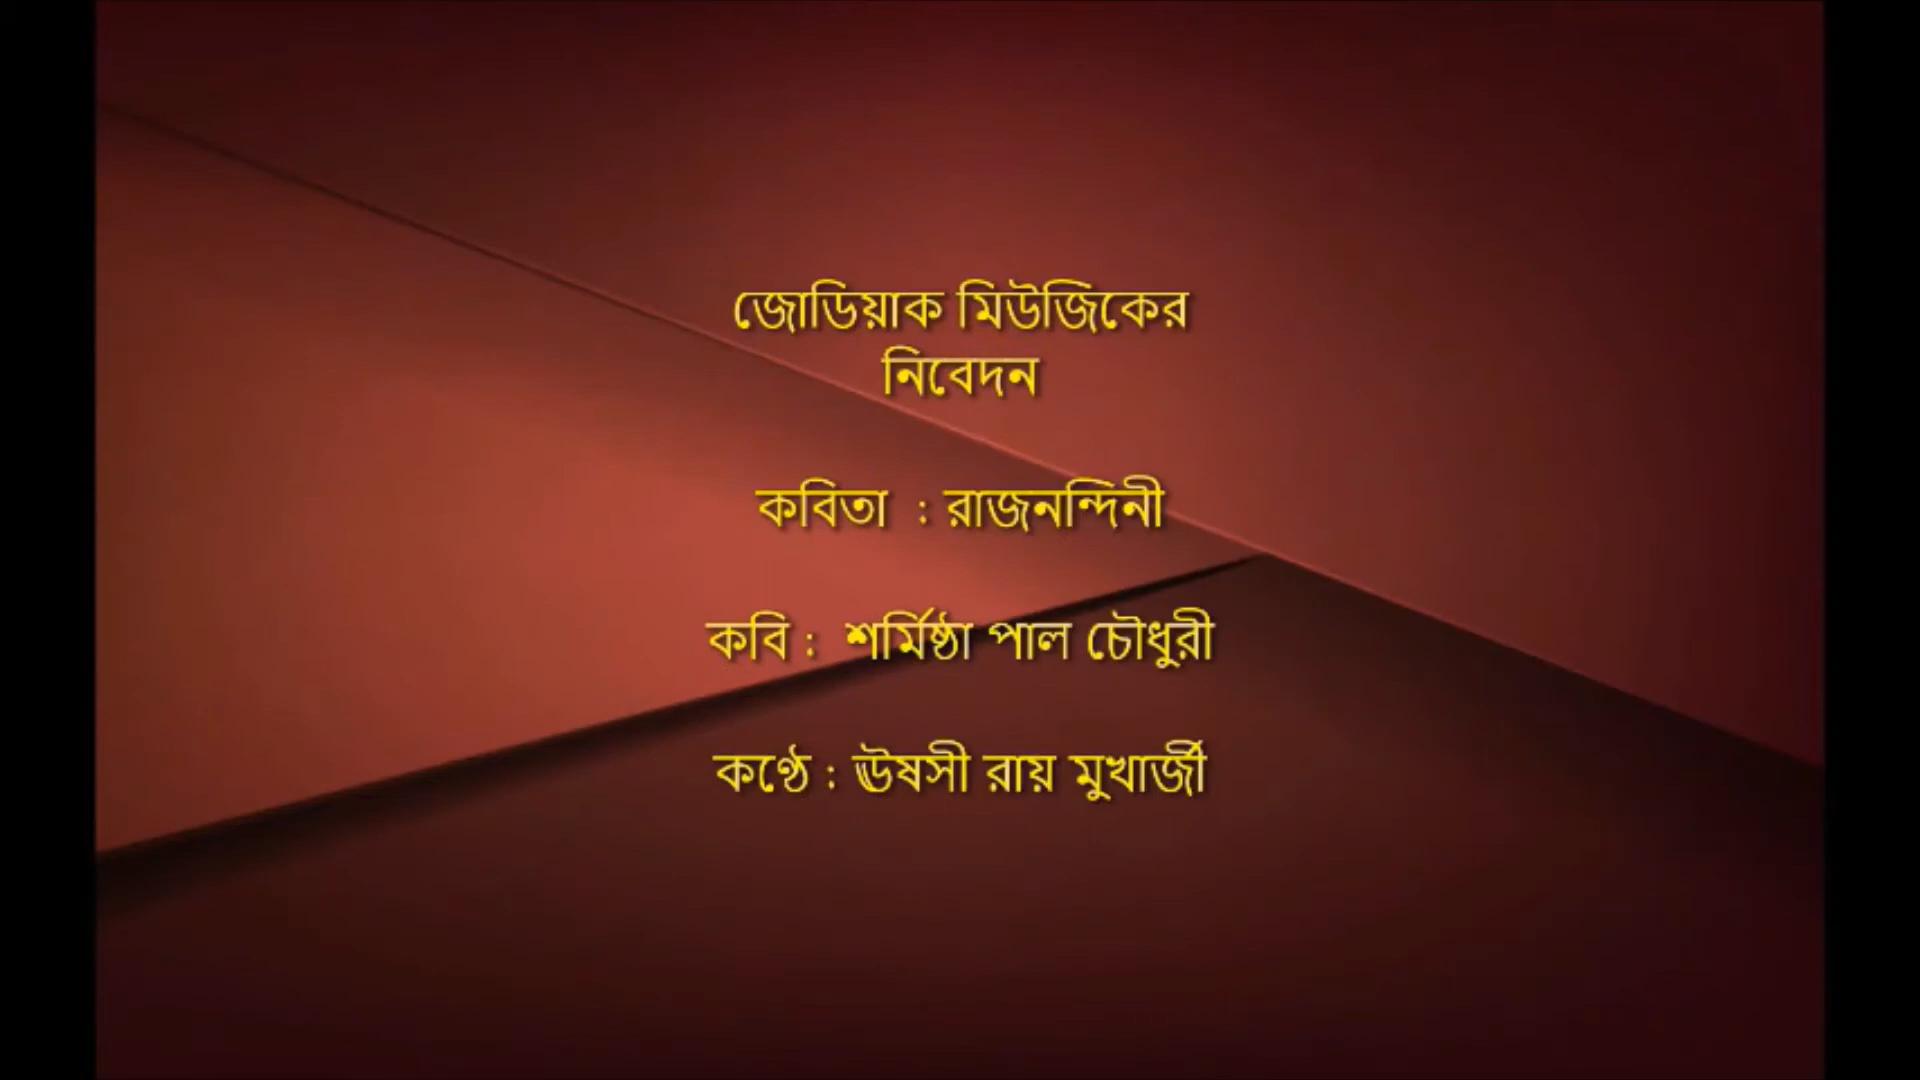 জোডিয়াক মিউজিকের
নিবেদন
কবিতা : রাজনন্দিনী
কবি : শর্মিষ্ঠা পাল চৌধুরী
কণ্ঠে : ঊষসী রায় মুখার্জী